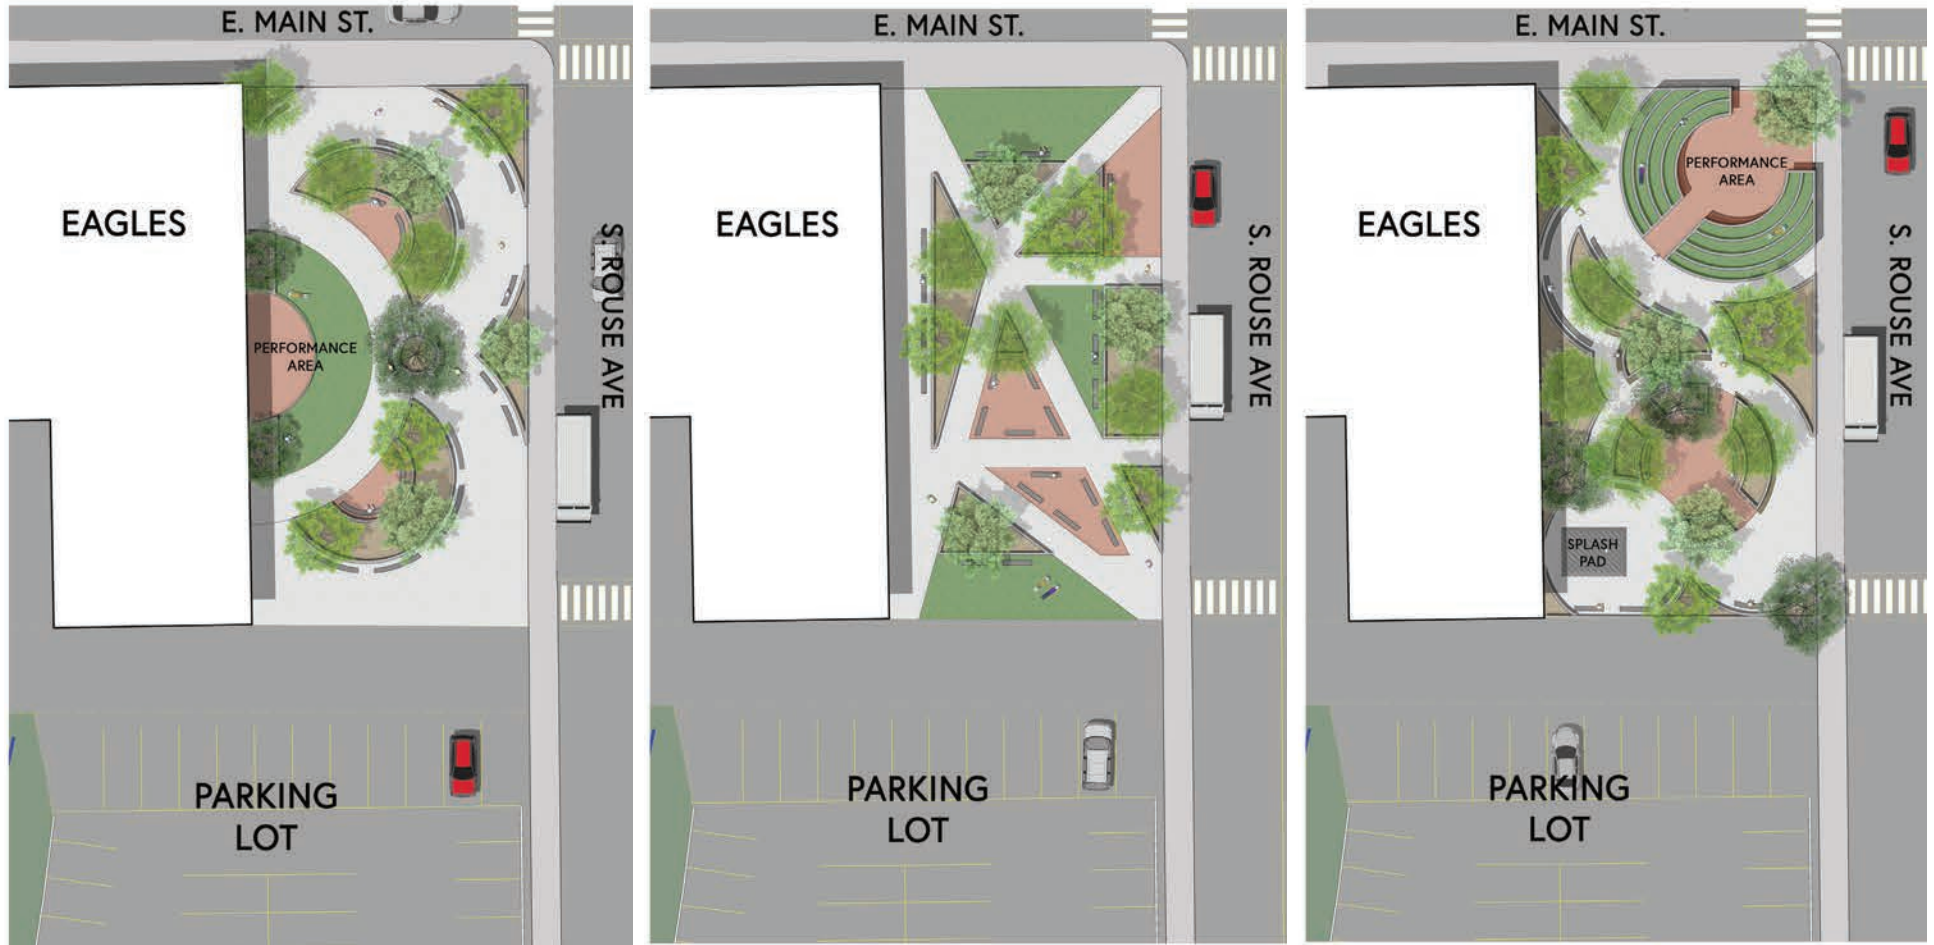 E. MAIN ST.
EAGLES
S. ROUSE AVE
PERFORMANCE
AREA
PARKING
LOT
E. MAIN ST.
EAGLES
S. ROUSE AVE
PARKING
LOT
E. MAIN ST.
PERFORMANCE
AREA
EAGLES
S. ROUSE AVE
SPLASH
PAD
PARKING
LOT